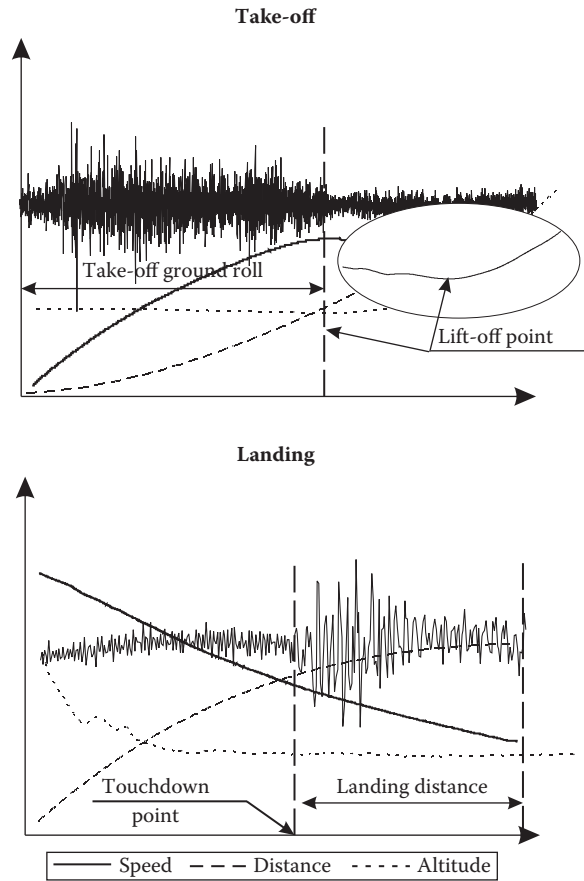 Take-off
Take-off ground roll
Lift-off point
Landing
Touchdown
point
Landing distance
Speed Distance Altitude